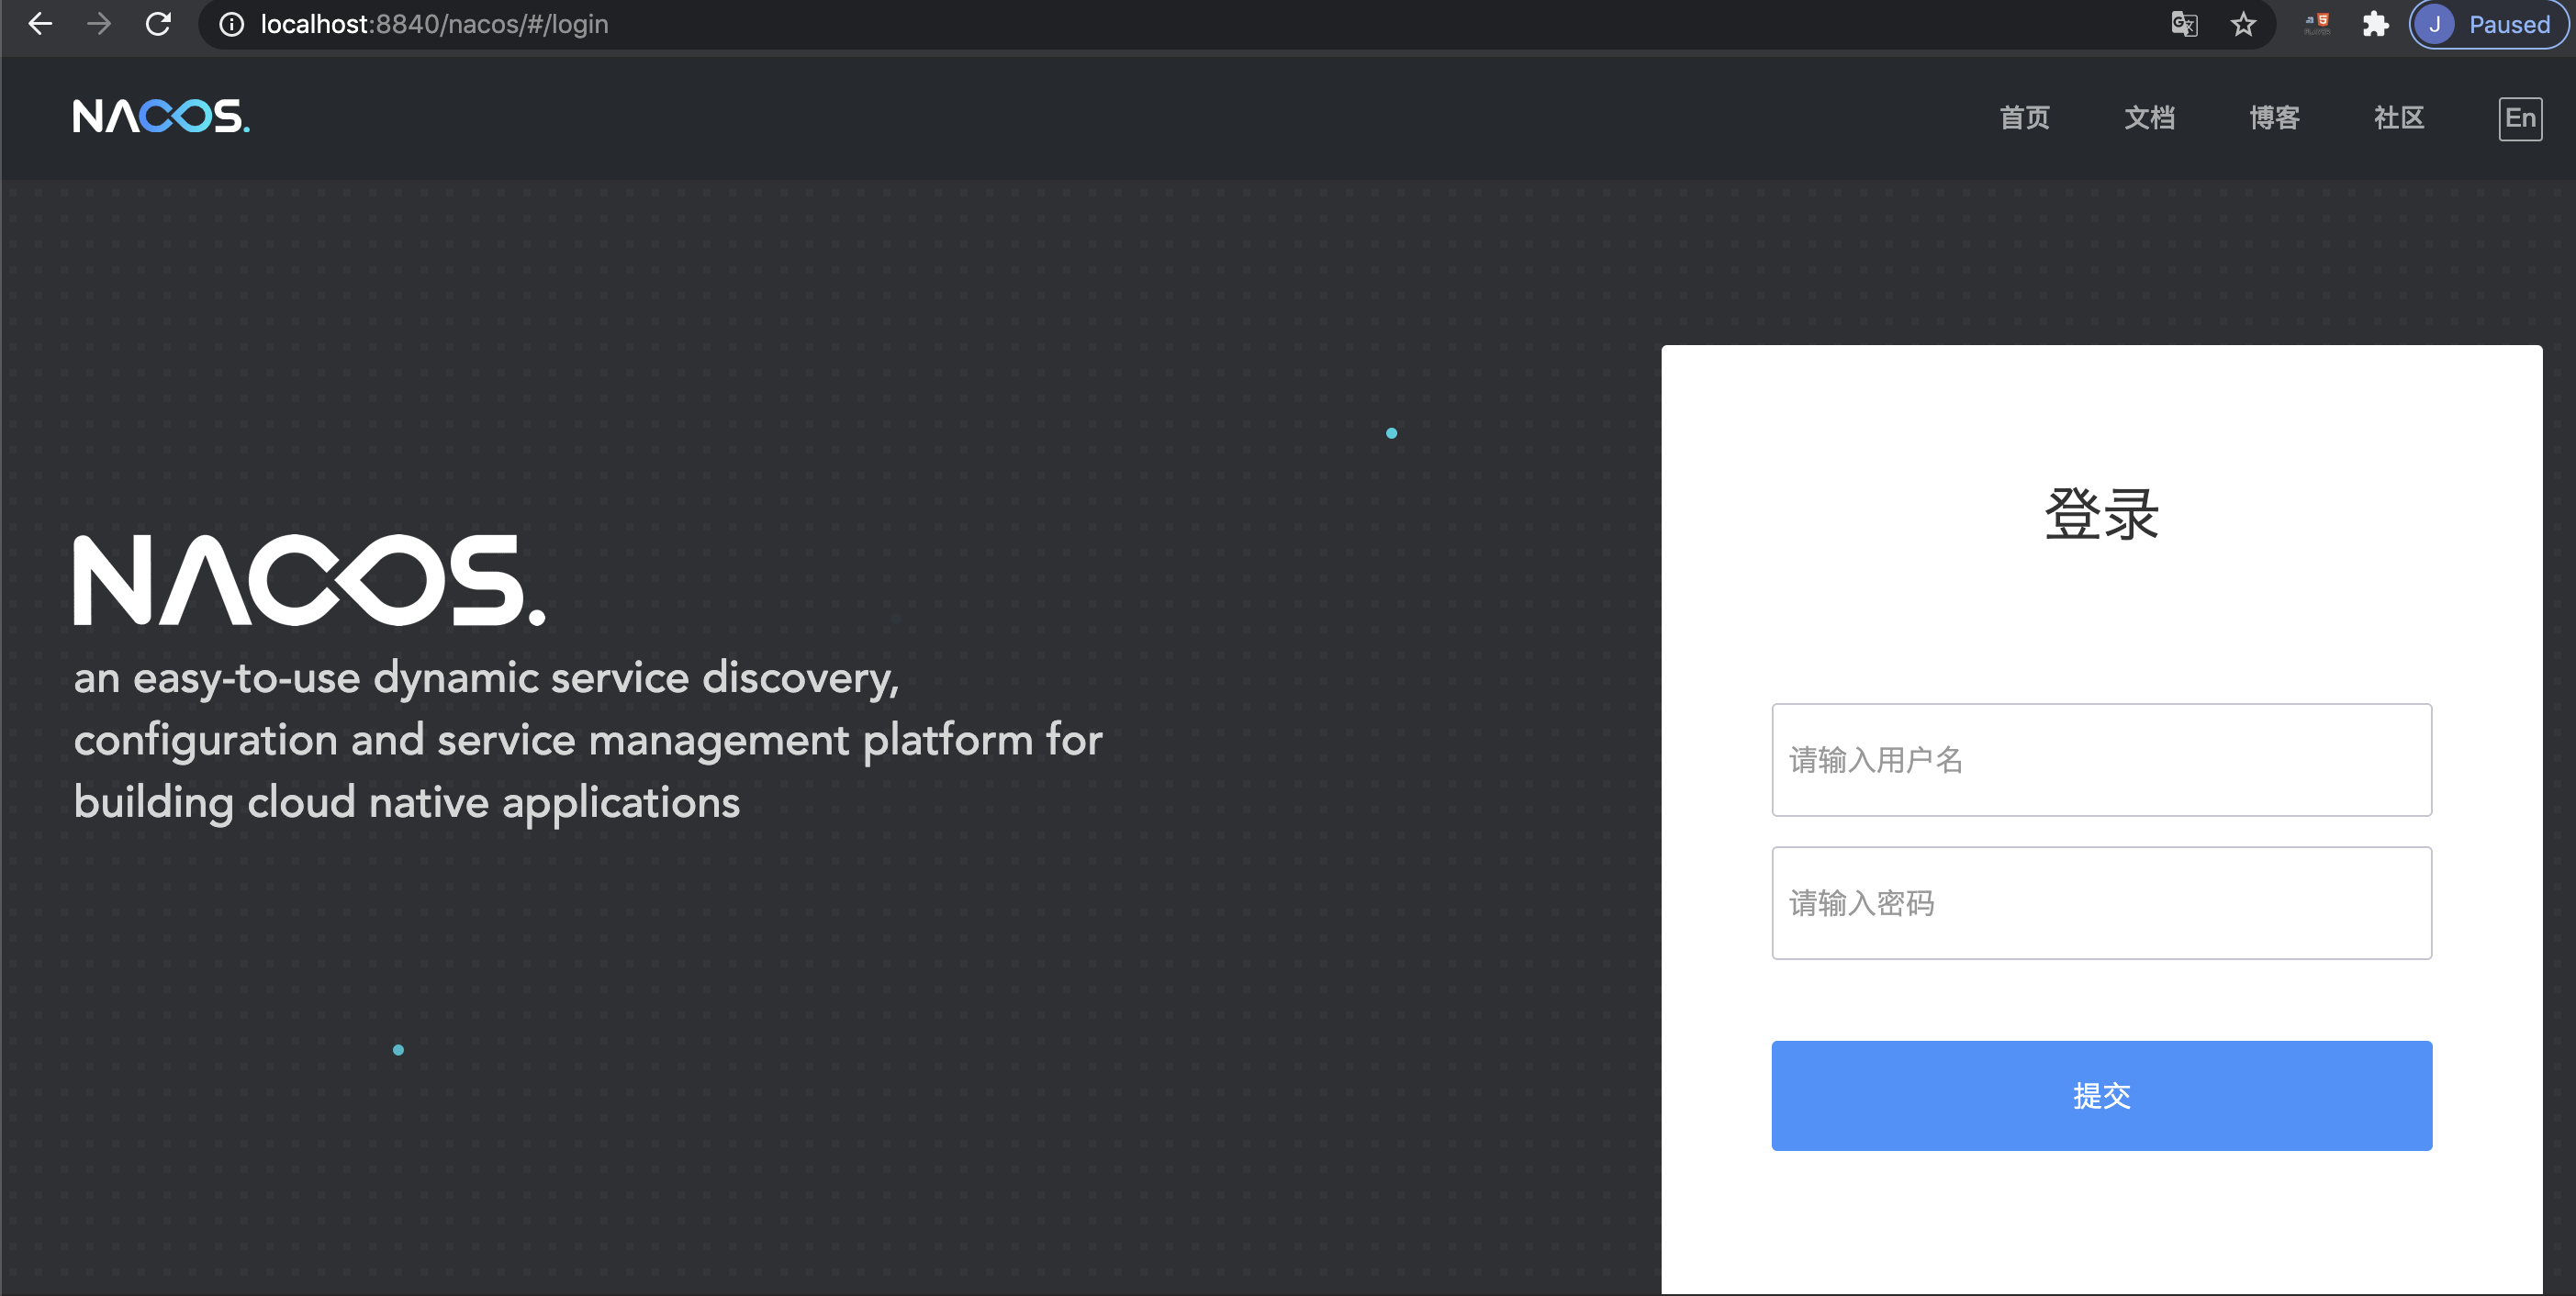 localhost:8840/nacos/#/login
J Paused
NACOS.
首页 文档 博客 社区 En
登录
NACOS.
an easy-to-use dynamic service discovery,
configuration and service management platform for
building cloud native applications
请输入用户名
请输入密码
提交